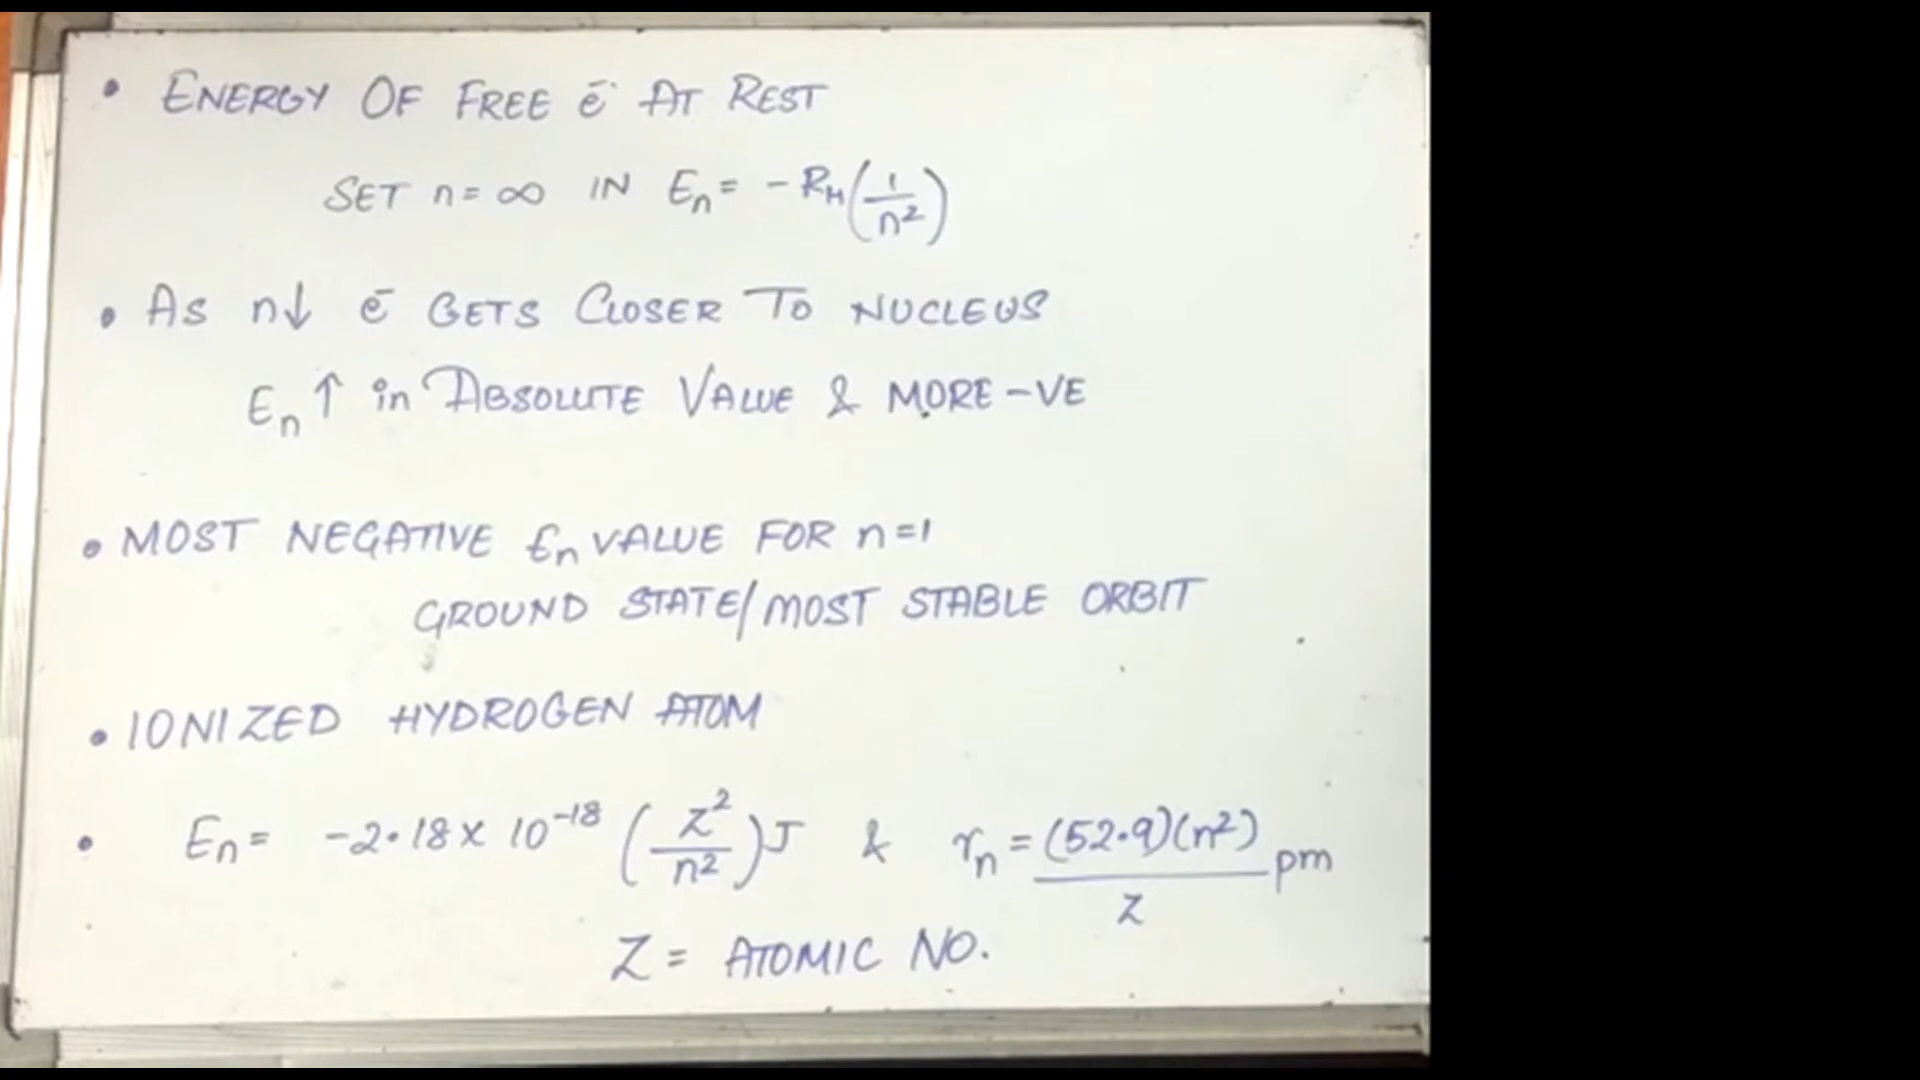 • ENERGY OF FREE ē AT REST
SET n = ∞ IN Eₙ = - R_H (1/n²)
• AS n↓ ē GETS CLOSER TO NUCLEUS
Eₙ ↑ in ABSOLUTE VALUE & MORE -VE
• MOST NEGATIVE Eₙ VALUE FOR n=1
GROUND STATE/MOST STABLE ORBIT
• IONIZED HYDROGEN ATOM
• Eₙ = -2.18 x 10⁻¹⁸ (Z²/n²) J & rₙ = (52.9)(n²)/Z pm
Z = ATOMIC NO.